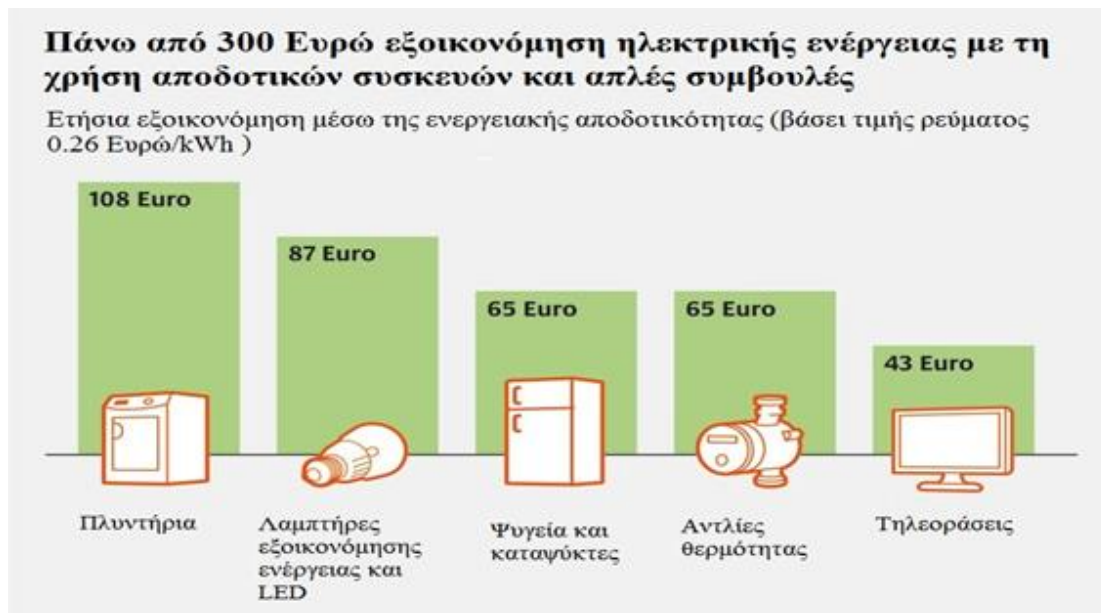 Πάνω από 300 Ευρώ εξοικονόμηση ηλεκτρικής ενέργειας με τη
χρήση αποδοτικών συσκευών και απλές συμβουλές
Ετήσια εξοικονόμηση μέσω της ενεργειακής αποδοτικότητας (βάσει τιμής ρεύματος
0.26 Ευρώ/kWh )
108 Euro
87 Euro
65 Euro
65 Euro
43 Euro
Πλυντήρια
Λαμπτήρες
εξοικονόμησης
ενέργειας και
LED
Ψυγεία και
καταψύκτες
Αντλίες
θερμότητας
Τηλεοράσεις